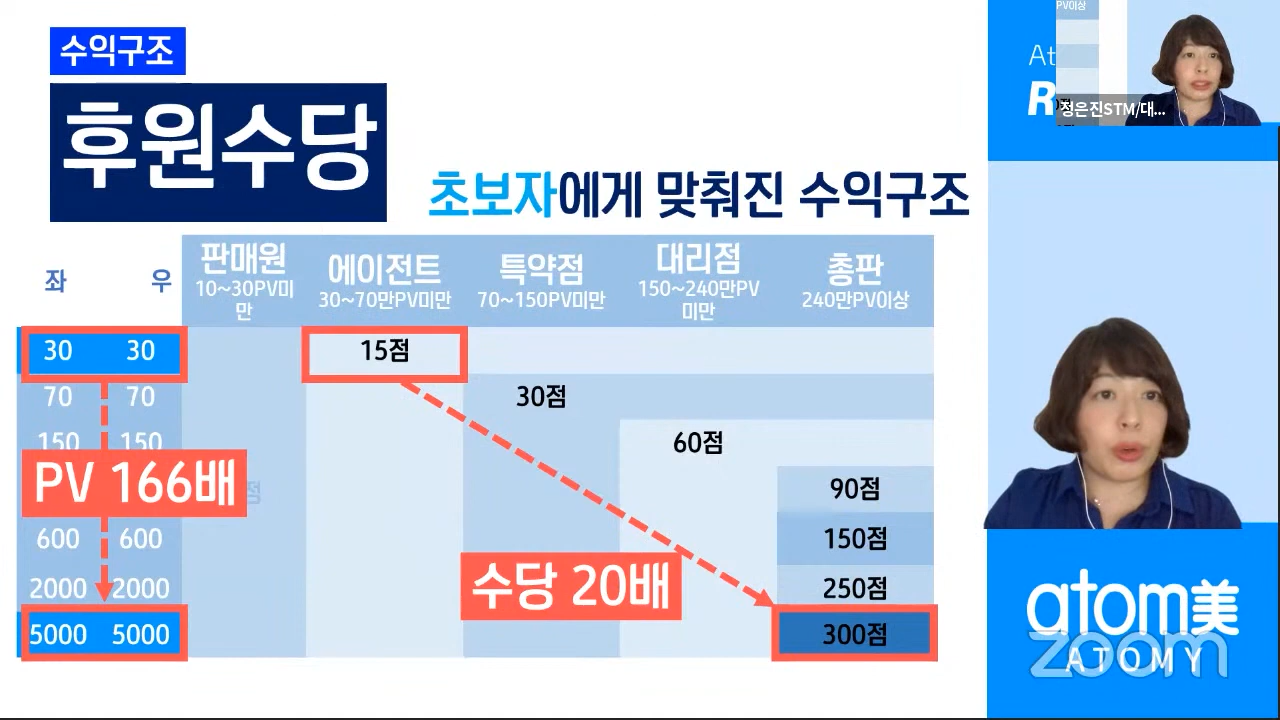 수익구조
후원수당
초보자에게 맞춰진 수익구조
좌 우
판매원
10~30PV미
만
에이전트
30~70만PV미만
특약점
70~150PV미만
대리점
150~240만PV
미만
총판
240만PV이상
30 30 15점
70 70 30점
150 150 60점
PV 166배
점
90점
600 600 150점
2000 2000 250점
수당 20배
5000 5000 300점
PV이상
At
R
정은진STM/대...
atom美
ATOMY
zoom